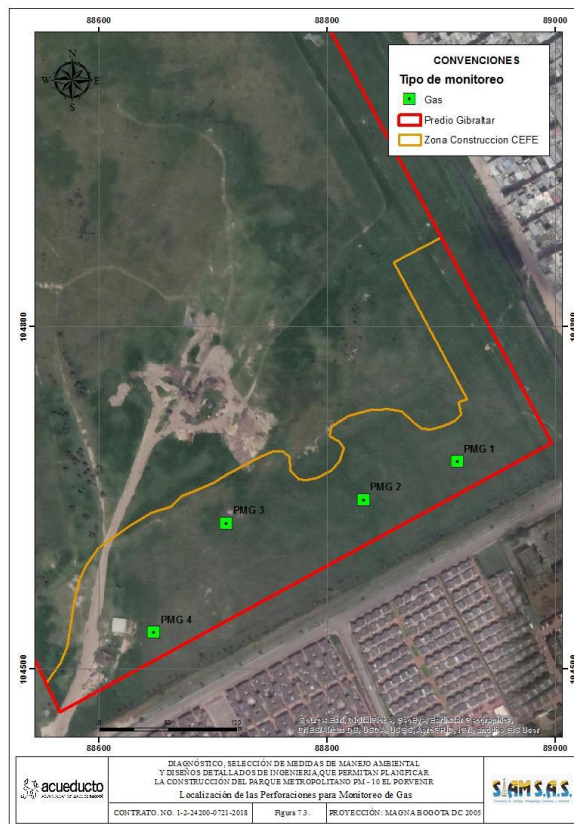 88600 88800 89000
N
W E
S
CONVENCIONES
Tipo de monitoreo
Gas
Predio Gibraltar
Zona Construccion CEFE
PMG 1
PMG 2
PMG 3
PMG 4
88600 88800 89000
acueducto
DIAGNÓSTICO, SELECCIÓN DE MEDIDAS DE MANEJO AMBIENTAL
Y DISEÑOS DETALLADOS DE INGENIERIA,QUE PERMITAN PLANIFICAR
LA CONSTRUCCIÓN DEL PARQUE METROPOLITANO PM - 10 EL PORVENIR
Localización de las Perforaciones para Monitoreo de Gas
CONTRATO. NO. 1-2-24200-0721-2018
Figura 7.3.
PROYECCIÓN: MAGNA BOGOTA DC 2005
SIAM S.A.S.